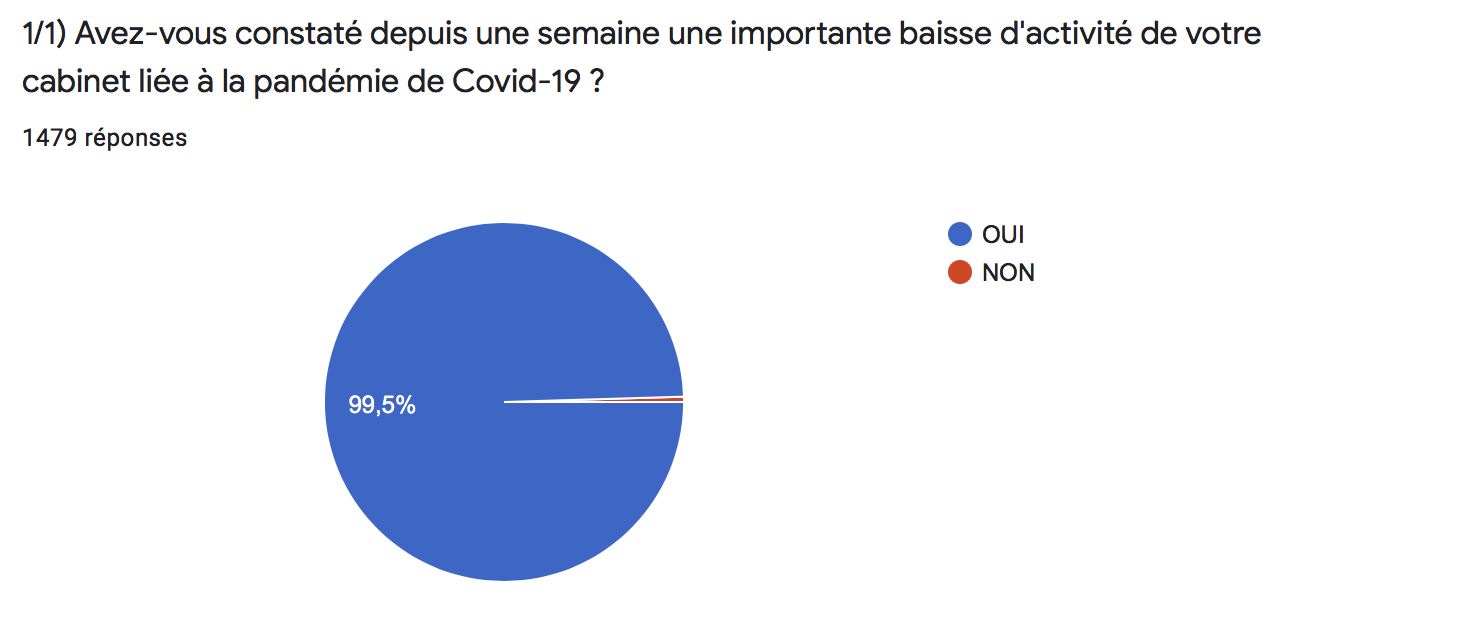 1/1) Avez-vous constaté depuis une semaine une importante baisse d'activité de votre
cabinet liée à la pandémie de Covid-19 ?
1479 réponses
OUI
NON
99,5%